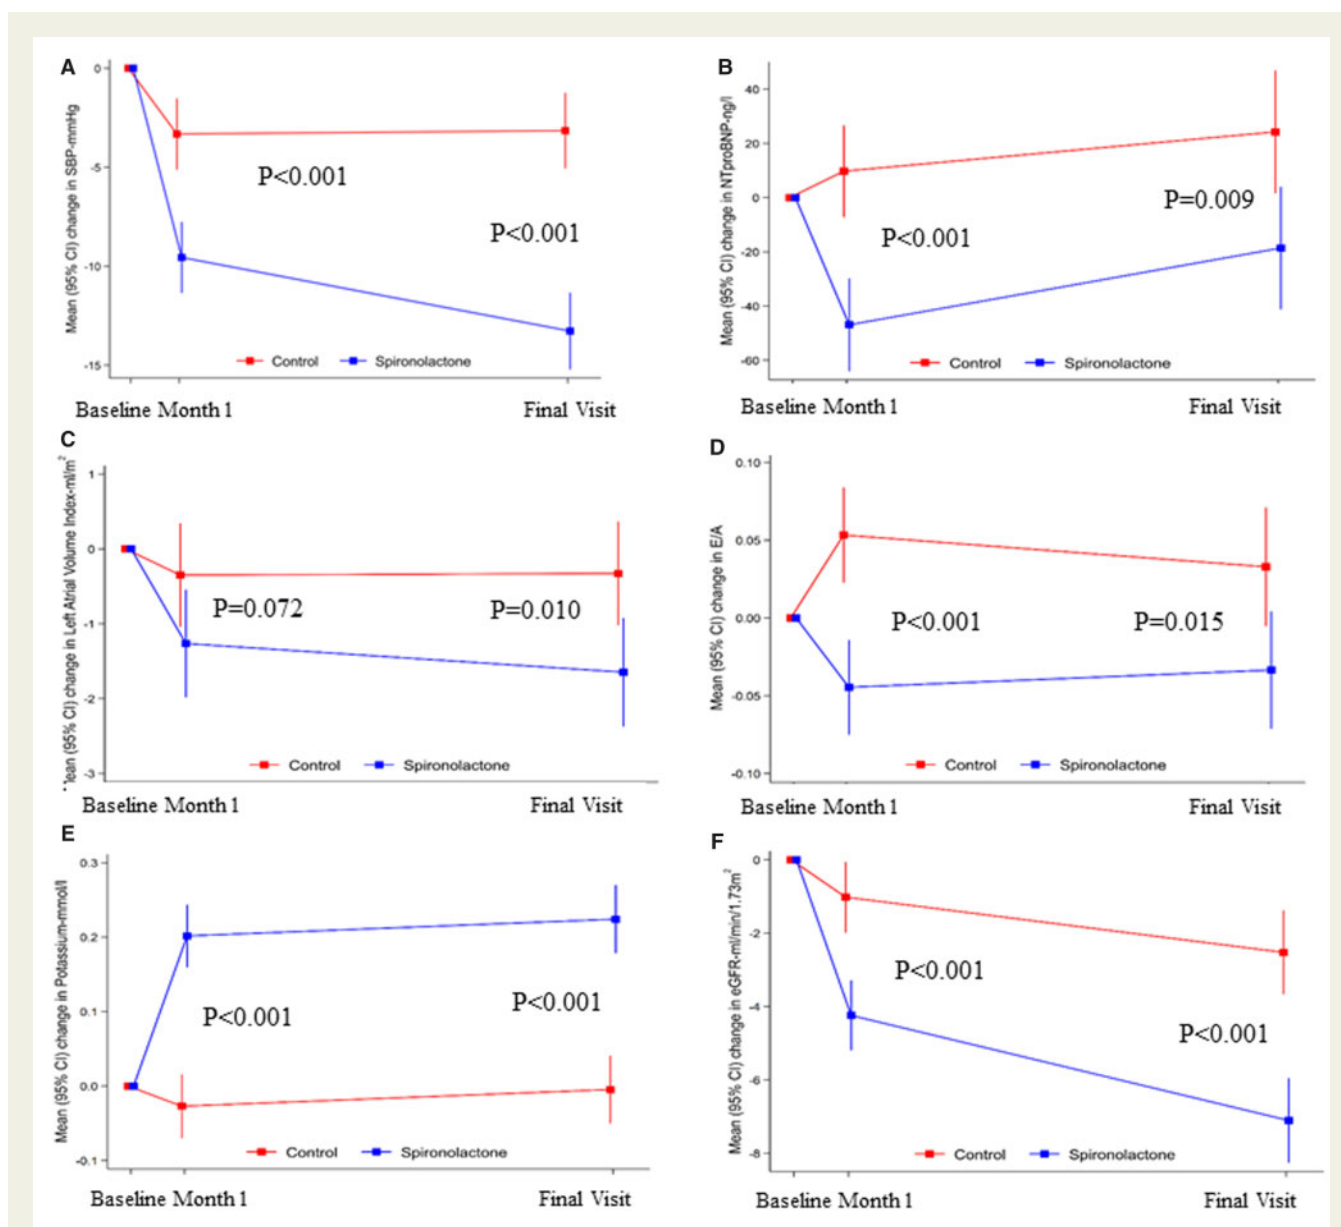 A
Mean (95% CI) change in SBP-mmHg
0
-5
-10
-15
P<0.001
P<0.001
Control
Spironolactone
Baseline Month 1
Final Visit
B
Mean (95% CI) change in NTproBNP-ng/l
40
20
0
-20
-40
-60
P<0.001
P=0.009
Control
Spironolactone
Baseline Month 1
Final Visit
C
(95% CI) change in Left Atrial Volume Index-ml/m²
1
0
-1
-2
-3
P=0.072
P=0.010
Control
Spironolactone
Baseline Month 1
Final Visit
D
Mean (95% CI) change in E/A
0.10
0.05
0.00
-0.05
-0.10
P<0.001
P=0.015
Control
Spironolactone
Baseline Month 1
Final Visit
E
Mean (95% CI) change in Potassium-mmol/l
0.3
0.2
0.1
0.0
-0.1
P<0.001
P<0.001
Control
Spironolactone
Baseline Month 1
Final Visit
F
Mean (95% CI) change in eGFR-ml/min/1.73m²
0
-2
-4
-6
-8
P<0.001
P<0.001
Control
Spironolactone
Baseline Month 1
Final Visit